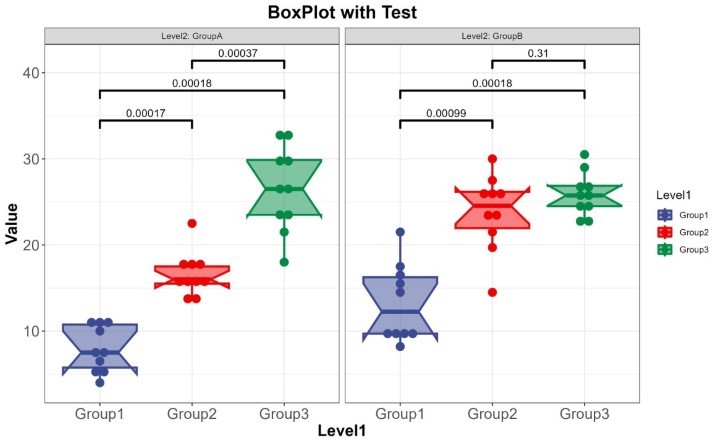 BoxPlot with Test
Level2: GroupA
Level2: GroupB
0.00037
0.00018
0.00017
0.31
0.00018
0.00099
40
30
20
10
Value
Group1
Group2
Group3
Group1
Group2
Group3
Level1
Level1
Group1
Group2
Group3